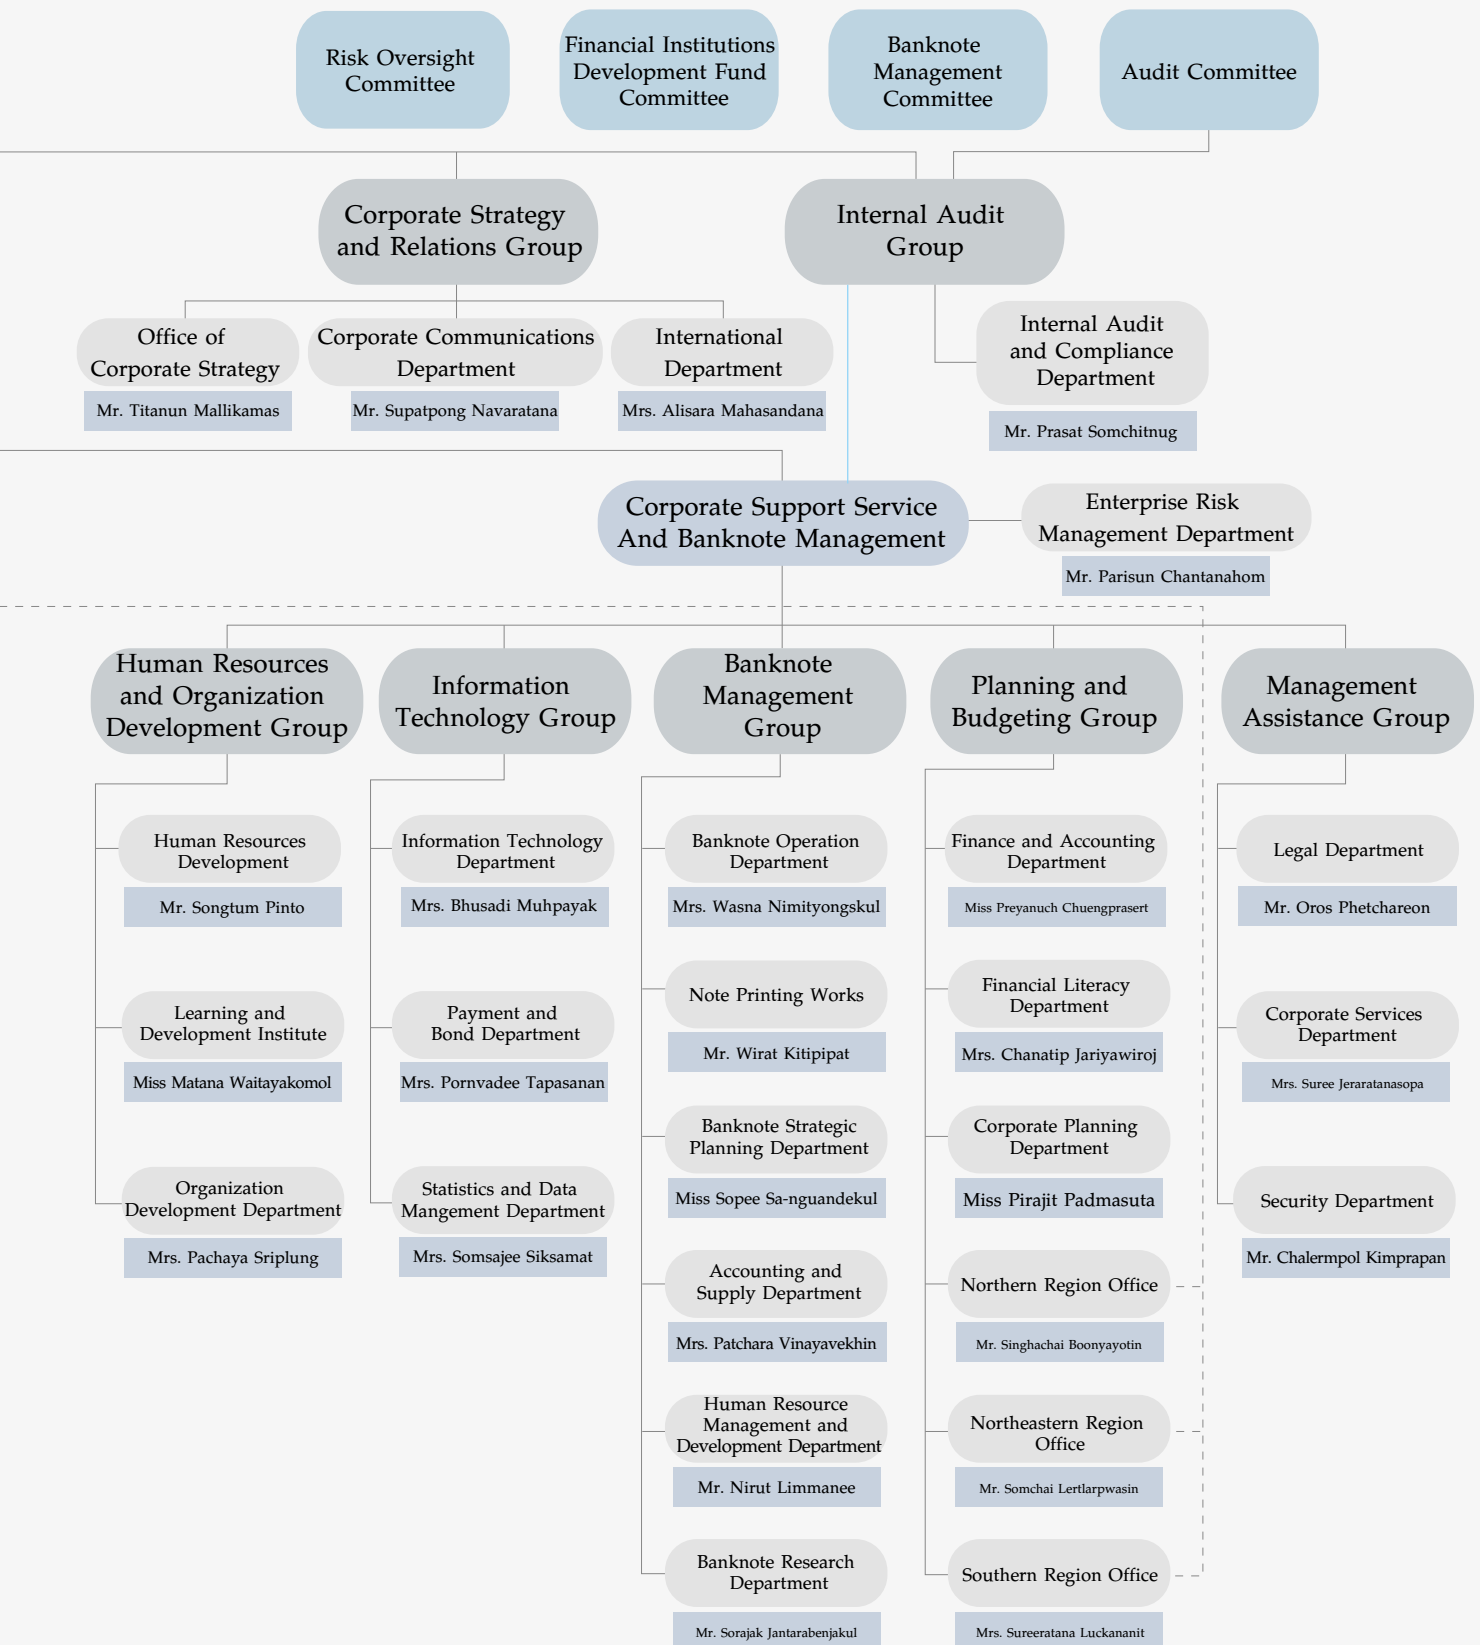 Risk Oversight
Committee
Financial Institutions
Development Fund
Committee
Banknote
Management
Committee
Audit Committee
Corporate Strategy
and Relations Group
Internal Audit
Group
Office of
Corporate Strategy
Mr. Titanun Mallikamas
Corporate Communications
Department
Mr. Supatpong Navaratana
International
Department
Mrs. Alisara Mahasandana
Internal Audit
and Compliance
Department
Mr. Prasat Somchitnug
Corporate Support Service
And Banknote Management
Enterprise Risk
Management Department
Mr. Parisun Chantanahom
Human Resources
and Organization
Development Group
Information
Technology Group
Banknote
Management
Group
Planning and
Budgeting Group
Management
Assistance Group
Human Resources
Development
Mr. Songtum Pinto
Learning and
Development Institute
Miss Matana Waitayakomol
Organization
Development Department
Mrs. Pachaya Sriplung
Information Technology
Department
Mrs. Bhusadi Muhpayak
Payment and
Bond Department
Mrs. Pornvadee Tapasanan
Statistics and Data
Mangement Department
Mrs. Somsajee Siksamat
Banknote Operation
Department
Mrs. Wasna Nimityongskul
Note Printing Works
Mr. Wirat Kitipipat
Banknote Strategic
Planning Department
Miss Sopee Sa-nguandekul
Accounting and
Supply Department
Mrs. Patchara Vinayavekhin
Human Resource
Management and
Development Department
Mr. Nirut Limmanee
Banknote Research
Department
Mr. Sorajak Jantarabenjakul
Finance and Accounting
Department
Miss Preyanuch Chuengprasert
Financial Literacy
Department
Mrs. Chanatip Jariyawiroj
Corporate Planning
Department
Miss Pirajit Padmasuta
Northern Region Office
Mr. Singhachai Boonyayotin
Northeastern Region
Office
Mr. Somchai Lertlarpwasin
Southern Region Office
Mrs. Sureeratana Luckananit
Legal Department
Mr. Oros Phetchareon
Corporate Services
Department
Mrs. Suree Jeraratanasopa
Security Department
Mr. Chalermpol Kimprapan